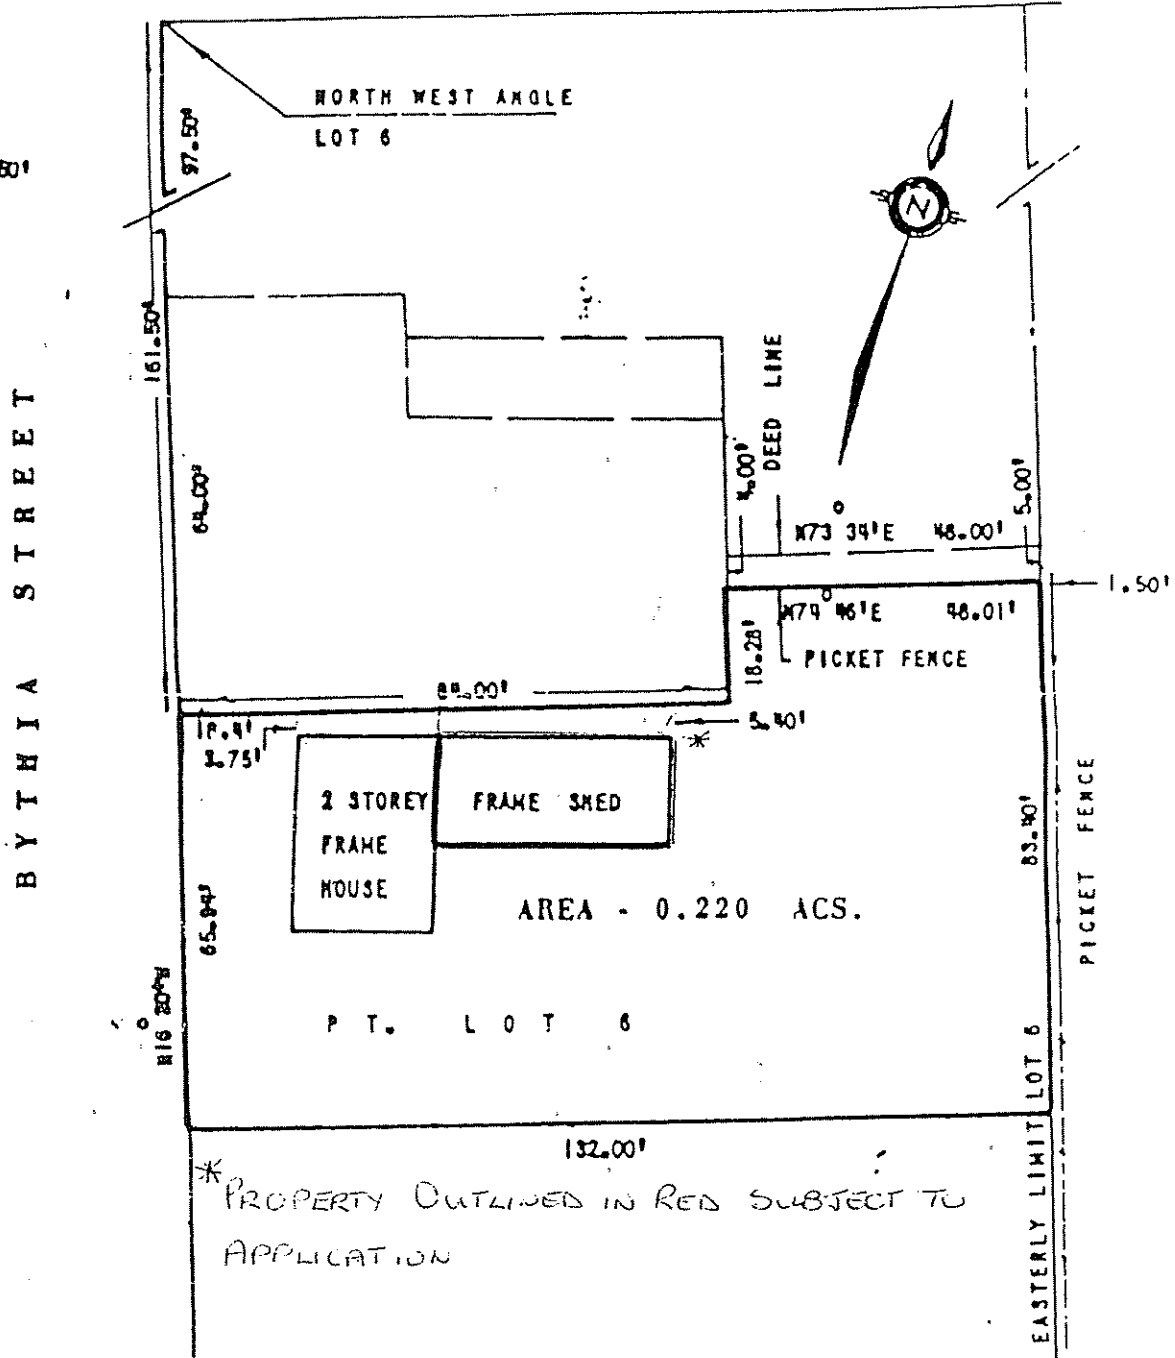 NORTH WEST ANGLE
LOT 6
97.50'
161.50'
64.00'
BYTHIA STREET
N
DEED LINE
4.00'
5.00'
N73°34'E 48.00'
1.50'
N74°46'E 48.01'
18.28'
PICKET FENCE
84.00'
5.40'
*
3.75'
2 STOREY
FRAME
HOUSE
FRAME SHED
83.40'
PICKET FENCE
AREA - 0.220 ACS.
65.94'
PT. LOT 6
132.00'
EASTERLY LIMIT LOT 6
* PROPERTY OUTLINED IN RED SUBJECT TO
APPLICATION